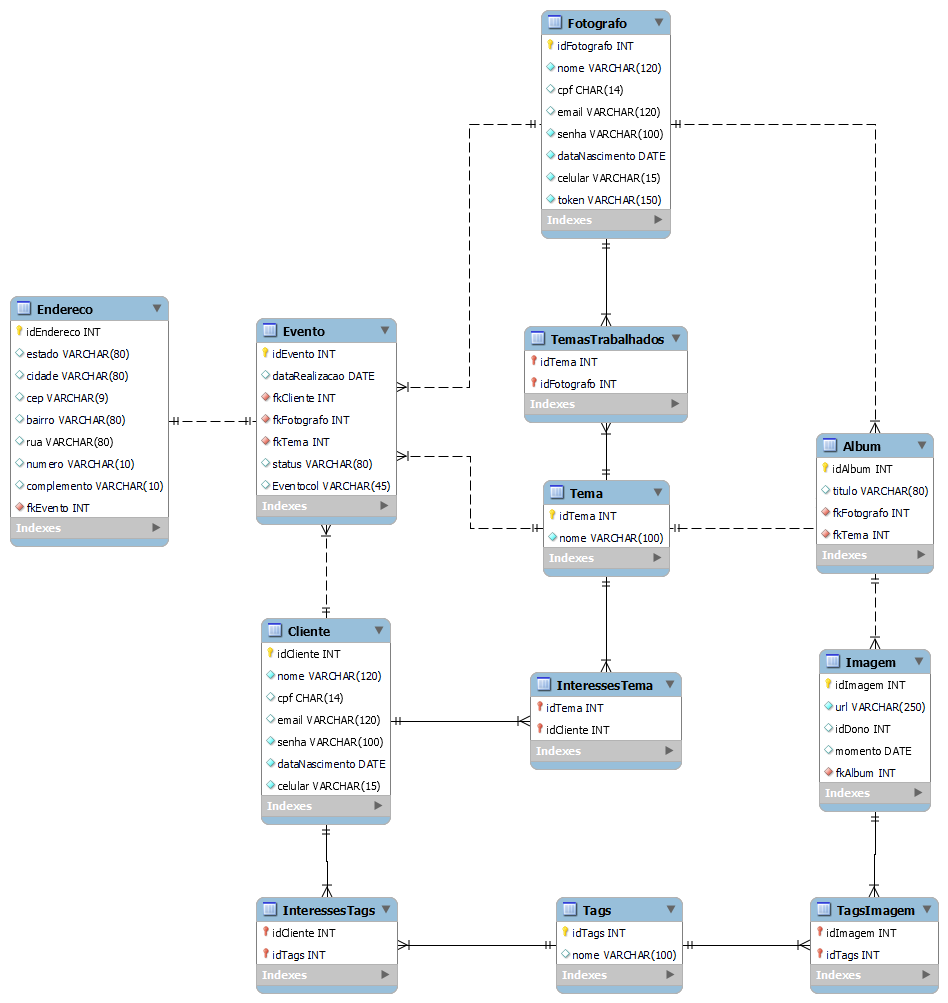 Fotografo
idFotografo INT
nome VARCHAR(120)
cpf CHAR(14)
email VARCHAR(120)
senha VARCHAR(100)
dataNascimento DATE
celular VARCHAR(15)
token VARCHAR(150)
Indexes
Endereco
idEndereco INT
estado VARCHAR(80)
cidade VARCHAR(80)
cep VARCHAR(9)
bairro VARCHAR(80)
rua VARCHAR(80)
numero VARCHAR(10)
complemento VARCHAR(10)
fkEvento INT
Indexes
Evento
idEvento INT
dataRealizacao DATE
fkCliente INT
fkFotografo INT
fkTema INT
status VARCHAR(80)
Eventocol VARCHAR(45)
Indexes
TemasTrabalhados
idTema INT
idFotografo INT
Indexes
Tema
idTema INT
nome VARCHAR(100)
Indexes
Album
idAlbum INT
titulo VARCHAR(80)
fkFotografo INT
fkTema INT
Indexes
Cliente
idCliente INT
nome VARCHAR(120)
cpf CHAR(14)
email VARCHAR(120)
senha VARCHAR(100)
dataNascimento DATE
celular VARCHAR(15)
Indexes
InteressesTema
idTema INT
idCliente INT
Indexes
Imagem
idImagem INT
url VARCHAR(250)
idDono INT
momento DATE
fkAlbum INT
Indexes
InteressesTags
idCliente INT
idTags INT
Indexes
Tags
idTags INT
nome VARCHAR(100)
Indexes
TagsImagem
idImagem INT
idTags INT
Indexes